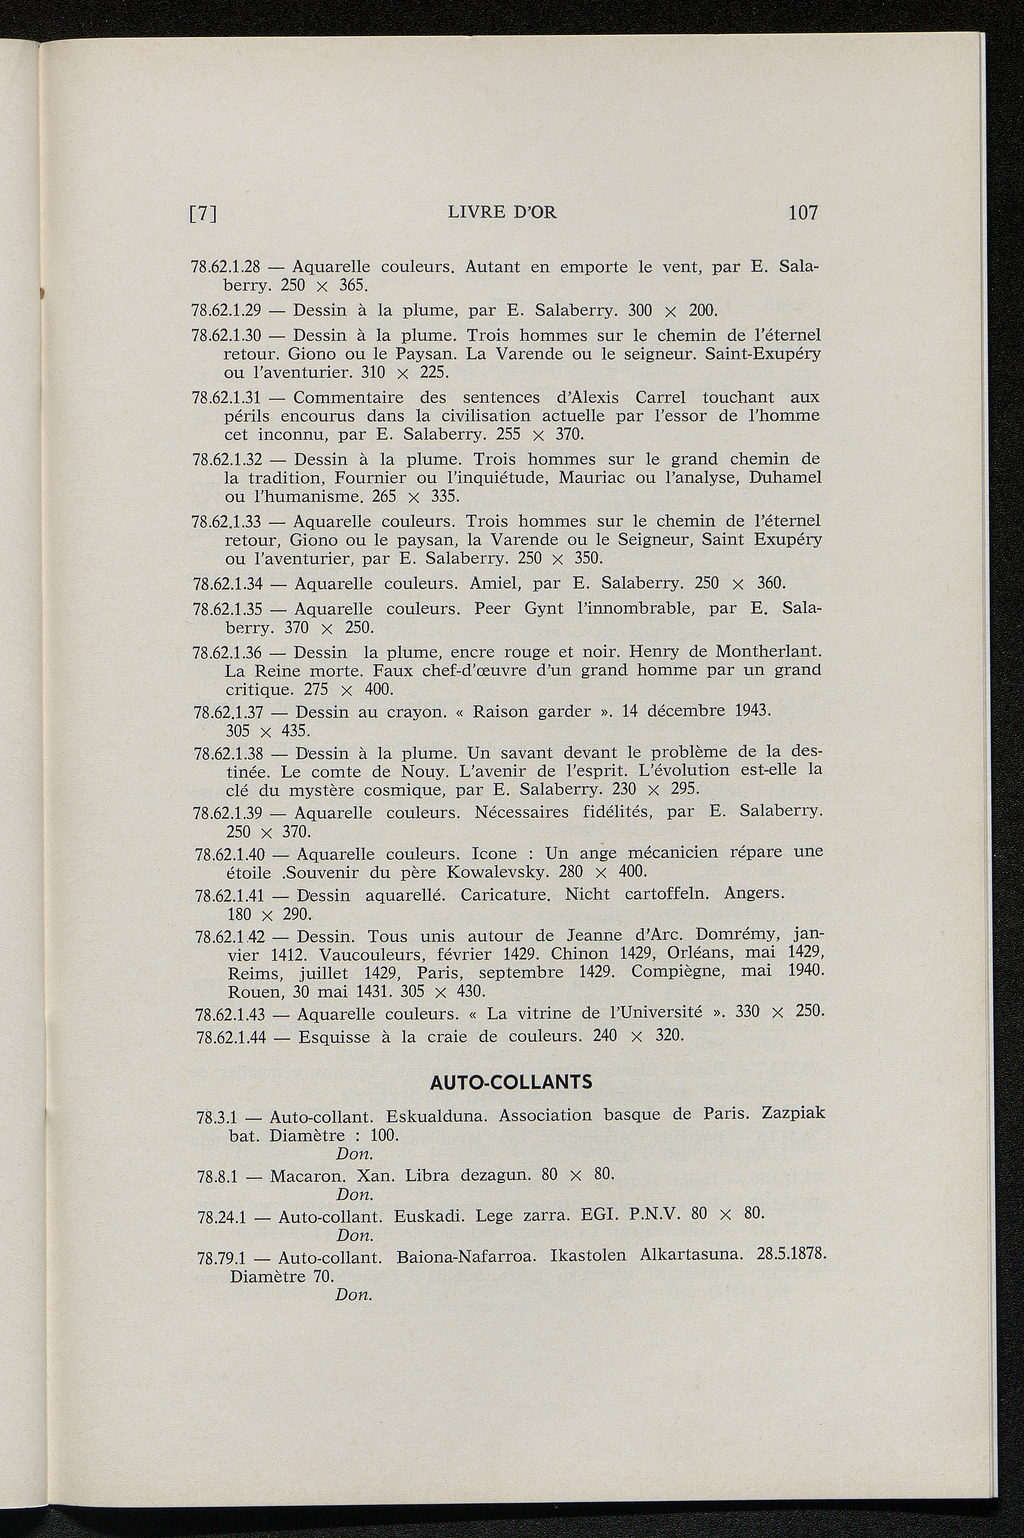 [7] LIVRE D'OR 107
78.62.1.28 — Aquarelle couleurs. Autant en emporte le vent, par E. Sala-
berry. 250 × 365.
78.62.1.29 — Dessin à la plume, par E. Salaberry. 300 × 200.
78.62.1.30 — Dessin à la plume. Trois hommes sur le chemin de l'éternel
retour. Giono ou le Paysan. La Varende ou le seigneur. Saint-Exupéry
ou l'aventurier. 310 × 225.
78.62.1.31 — Commentaire des sentences d'Alexis Carrel touchant aux
périls encourus dans la civilisation actuelle par l'essor de l'homme
cet inconnu, par E. Salaberry. 255 × 370.
78.62.1.32 — Dessin à la plume. Trois hommes sur le grand chemin de
la tradition, Fournier ou l'inquiétude, Mauriac ou l'analyse, Duhamel
ou l'humanisme. 265 × 335.
78.62.1.33 — Aquarelle couleurs. Trois hommes sur le chemin de l'éternel
retour, Giono ou le paysan, la Varende ou le Seigneur, Saint Exupéry
ou l'aventurier, par E. Salaberry. 250 × 350.
78.62.1.34 — Aquarelle couleurs. Amiel, par E. Salaberry. 250 × 360.
78.62.1.35 — Aquarelle couleurs. Peer Gynt l'innombrable, par E. Sala-
berry. 370 × 250.
78.62.1.36 — Dessin la plume, encre rouge et noir. Henry de Montherlant.
La Reine morte. Faux chef-d'œuvre d'un grand homme par un grand
critique. 275 × 400.
78.62.1.37 — Dessin au crayon. « Raison garder ». 14 décembre 1943.
305 × 435.
78.62.1.38 — Dessin à la plume. Un savant devant le problème de la des-
tinée. Le comte de Nouy. L'avenir de l'esprit. L'évolution est-elle la
clé du mystère cosmique, par E. Salaberry. 230 × 295.
78.62.1.39 — Aquarelle couleurs. Nécessaires fidélités, par E. Salaberry.
250 × 370.
78.62.1.40 — Aquarelle couleurs. Icone : Un ange mécanicien répare une
étoile .Souvenir du père Kowalevsky. 280 × 400.
78.62.1.41 — Dessin aquarellé. Caricature. Nicht cartoffeln. Angers.
180 × 290.
78.62.1 42 — Dessin. Tous unis autour de Jeanne d'Arc. Domrémy, jan-
vier 1412. Vaucouleurs, février 1429. Chinon 1429, Orléans, mai 1429,
Reims, juillet 1429, Paris, septembre 1429. Compiègne, mai 1940.
Rouen, 30 mai 1431. 305 × 430.
78.62.1.43 — Aquarelle couleurs. « La vitrine de l'Université ». 330 × 250.
78.62.1.44 — Esquisse à la craie de couleurs. 240 × 320.
AUTO-COLLANTS
78.3.1 — Auto-collant. Eskualduna. Association basque de Paris. Zazpiak
bat. Diamètre : 100.
Don.
78.8.1 — Macaron. Xan. Libra dezagun. 80 × 80.
Don.
78.24.1 — Auto-collant. Euskadi. Lege zarra. EGI. P.N.V. 80 × 80.
Don.
78.79.1 — Auto-collant. Baiona-Nafarroa. Ikastolen Alkartasuna. 28.5.1878.
Diamètre 70.
Don.